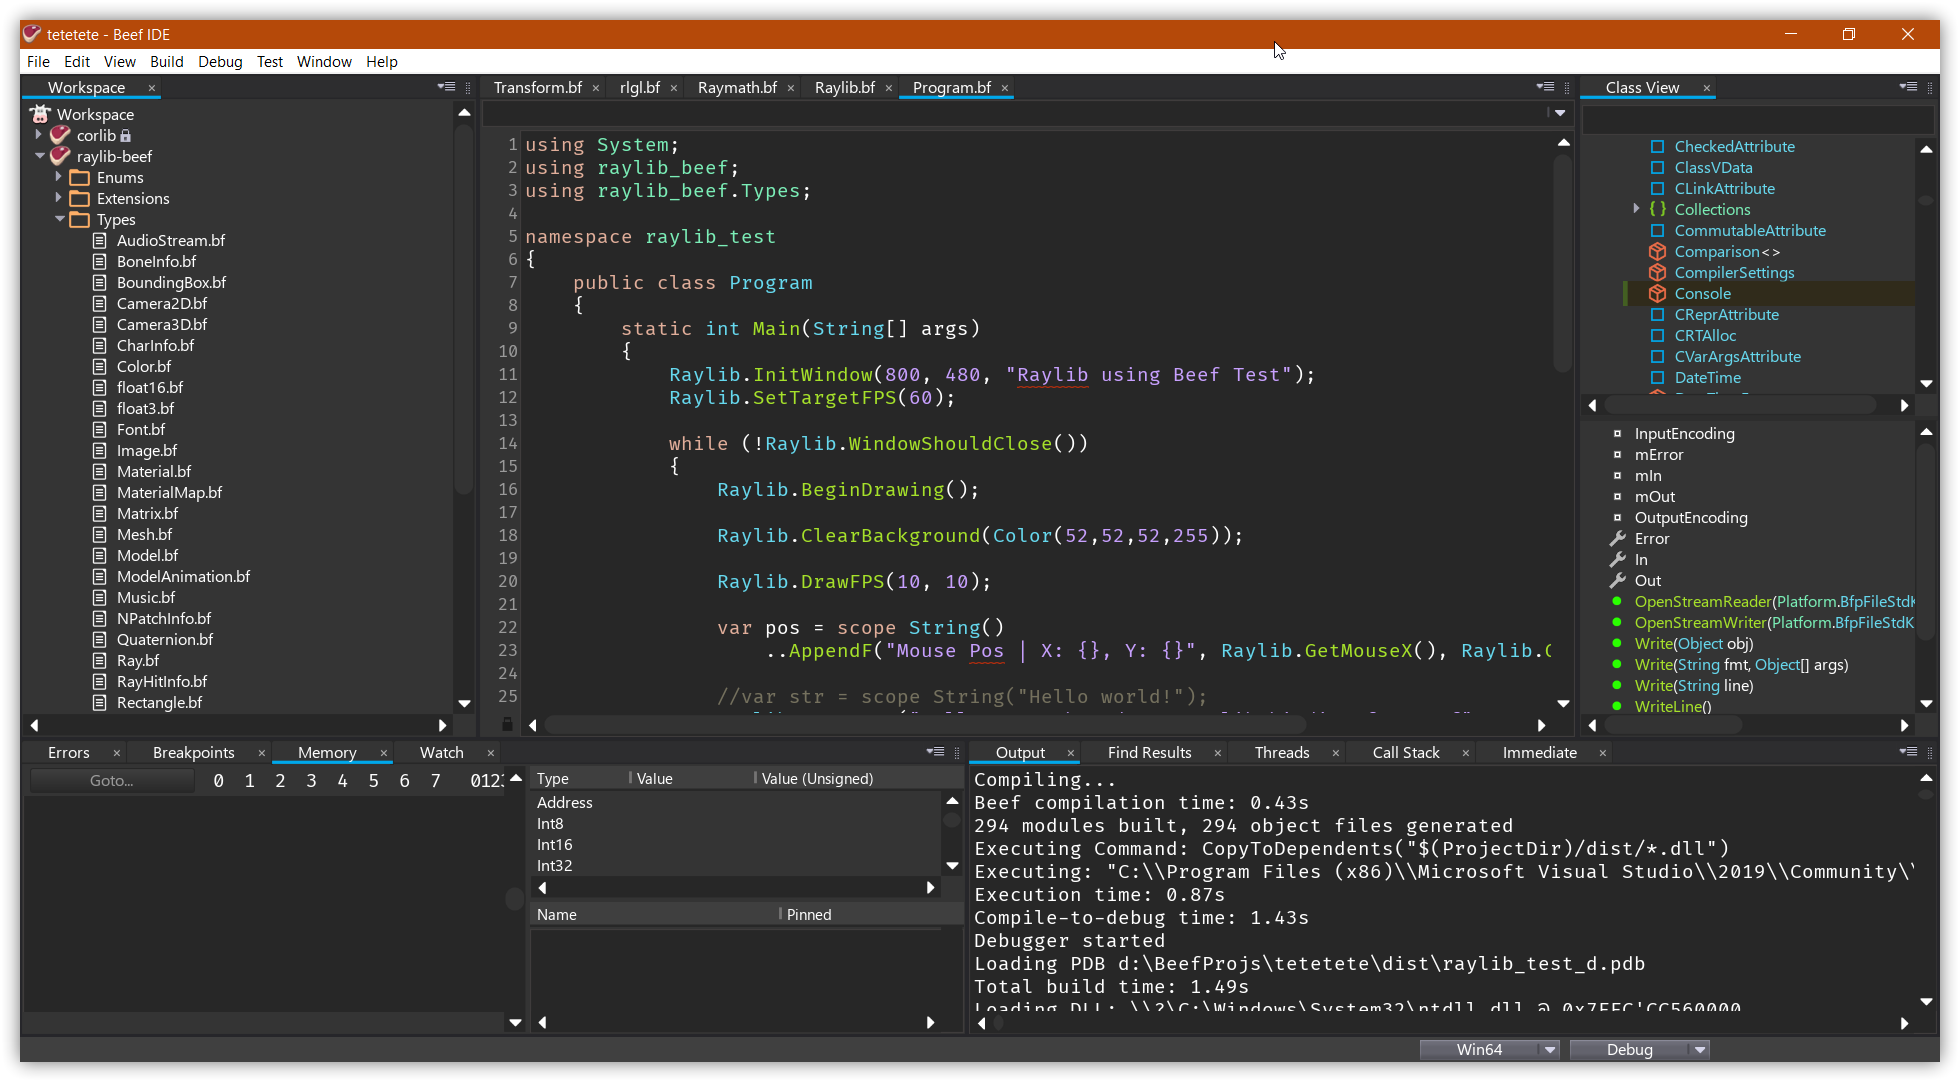 tetetete - Beef IDE
File Edit View Build Debug Test Window Help
Workspace
Workspace
corlib
raylib-beef
Enums
Extensions
Types
AudioStream.bf
BoneInfo.bf
BoundingBox.bf
Camera2D.bf
Camera3D.bf
CharInfo.bf
Color.bf
float16.bf
float3.bf
Font.bf
Image.bf
Material.bf
MaterialMap.bf
Matrix.bf
Mesh.bf
Model.bf
ModelAnimation.bf
Music.bf
NPatchInfo.bf
Quaternion.bf
Ray.bf
RayHitInfo.bf
Rectangle.bf
Transform.bf rlgl.bf Raymath.bf Raylib.bf Program.bf
1 using System;
2 using raylib_beef;
3 using raylib_beef.Types;
4
5 namespace raylib_test
6 {
7 public class Program
8 {
9 static int Main(String[] args)
10 {
11 Raylib.InitWindow(800, 480, "Raylib using Beef Test");
12 Raylib.SetTargetFPS(60);
13
14 while (!Raylib.WindowShouldClose())
15 {
16 Raylib.BeginDrawing();
17
18 Raylib.ClearBackground(Color(52,52,52,255));
19
20 Raylib.DrawFPS(10, 10);
21
22 var pos = scope String()
23 ..AppendF("Mouse Pos | X: {}, Y: {}", Raylib.GetMouseX(), Raylib.
24
25 //var str = scope String("Hello world!");
Class View
CheckedAttribute
ClassVData
CLinkAttribute
Collections
CommutableAttribute
Comparison<>
CompilerSettings
Console
CReprAttribute
CRTAlloc
CVarArgsAttribute
DateTime
InputEncoding
mError
mIn
mOut
OutputEncoding
Error
In
Out
OpenStreamReader(Platform.BfpFileStdK
OpenStreamWriter(Platform.BfpFileStdK
Write(Object obj)
Write(String fmt, Object[] args)
Write(String line)
WriteLine()
Errors Breakpoints Memory Watch
Goto... 0 1 2 3 4 5 6 7 0123
Type Value Value (Unsigned)
Address
Int8
Int16
Int32
Name Pinned
Output Find Results Threads Call Stack Immediate
Compiling...
Beef compilation time: 0.43s
294 modules built, 294 object files generated
Executing Command: CopyToDependents("$(ProjectDir)/dist/*.dll")
Executing: "C:\\Program Files (x86)\\Microsoft Visual Studio\\2019\\Community\\
Execution time: 0.87s
Compile-to-debug time: 1.43s
Debugger started
Loading PDB d:\BeefProjs\tetetete\dist\raylib_test_d.pdb
Total build time: 1.49s
Loading DLL: \\?\C:\Windows\System32\ntdll.dll @ 0x7FFC'CC560000
Win64 Debug